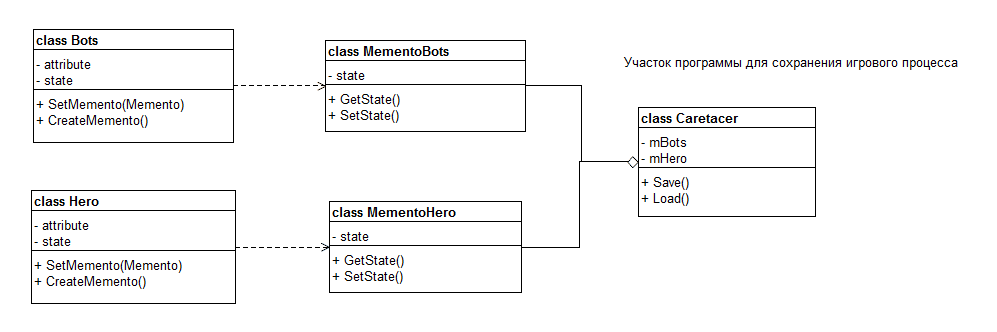 class Bots
- attribute
- state
+ SetMemento(Memento)
+ CreateMemento()
class MementoBots
- state
+ GetState()
+ SetState()
Участок программы для сохранения игрового процесса
class Caretacer
- mBots
- mHero
+ Save()
+ Load()
class Hero
- attribute
- state
+ SetMemento(Memento)
+ CreateMemento()
class MementoHero
- state
+ GetState()
+ SetState()